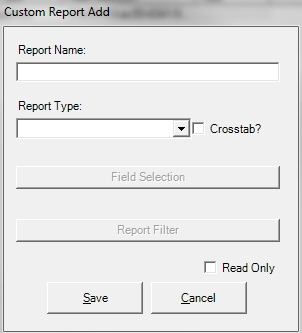 Custom Report Add
Report Name:
Report Type:
Crosstab?
Field Selection
Report Filter
Read Only
Save Cancel